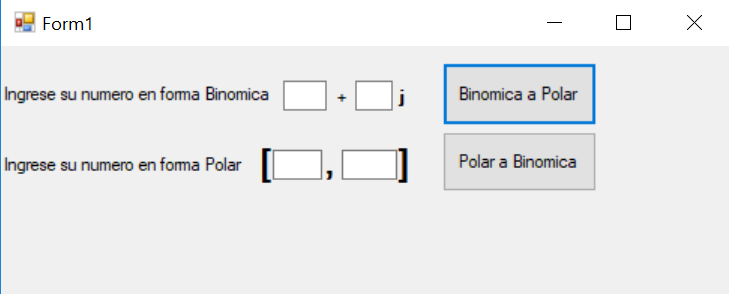 Form1
Ingrese su numero en forma Binomica + j Binomica a Polar
Ingrese su numero en forma Polar [ , ] Polar a Binomica